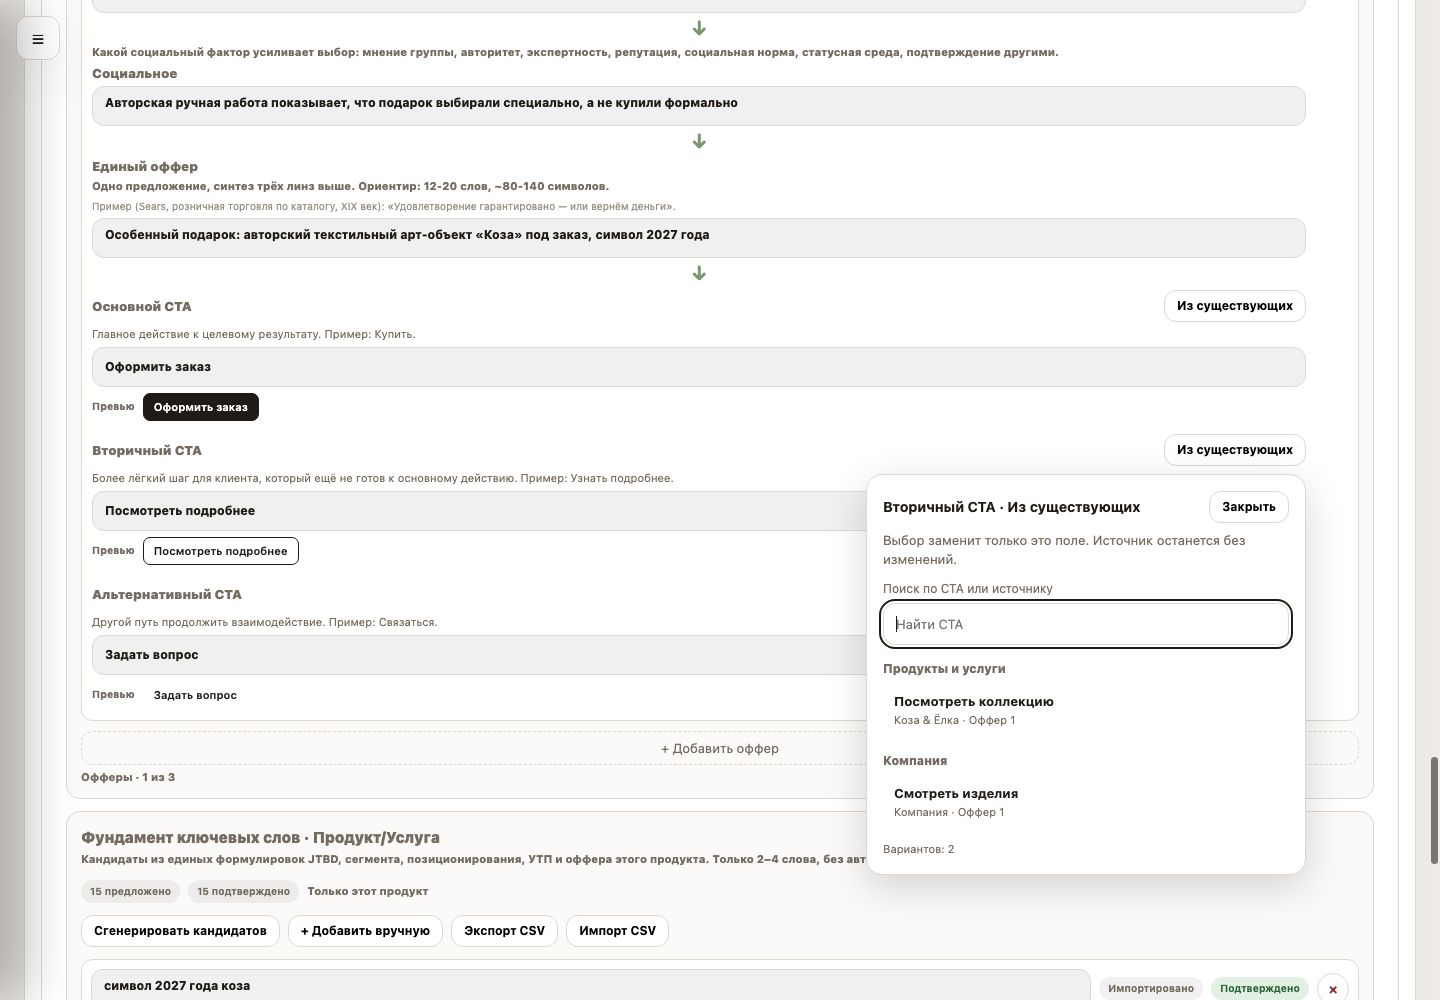 Какой социальный фактор усиливает выбор: мнение группы, авторитет, экспертность, репутация, социальная норма, статусная среда, подтверждение другими.
Социальное
Авторская ручная работа показывает, что подарок выбирали специально, а не купили формально
Единый оффер
Одно предложение, синтез трёх линз выше. Ориентир: 12-20 слов, ~80-140 символов.
Пример (Sears, розничная торговля по каталогу, XIX век): «Удовлетворение гарантировано — или вернём деньги».
Особенный подарок: авторский текстильный арт-объект «Коза» под заказ, символ 2027 года
Основной CTA
Из существующих
Главное действие к целевому результату. Пример: Купить.
Оформить заказ
Превью
Оформить заказ
Вторичный CTA
Из существующих
Более лёгкий шаг для клиента, который ещё не готов к основному действию. Пример: Узнать подробнее.
Посмотреть подробнее
Превью
Посмотреть подробнее
Альтернативный CTA
Другой путь продолжить взаимодействие. Пример: Связаться.
Задать вопрос
Превью
Задать вопрос
Вторичный CTA · Из существующих
Закрыть
Выбор заменит только это поле. Источник останется без
изменений.
Поиск по CTA или источнику
Найти CTA
Продукты и услуги
Посмотреть коллекцию
Коза & Ёлка · Оффер 1
Компания
Смотреть изделия
Компания · Оффер 1
Вариантов: 2
+ Добавить оффер
Офферы · 1 из 3
Фундамент ключевых слов · Продукт/Услуга
Кандидаты из единых формулировок JTBD, сегмента, позиционирования, УТП и оффера этого продукта. Только 2–4 слова, без авт
15 предложено
15 подтверждено
Только этот продукт
Сгенерировать кандидатов
+ Добавить вручную
Экспорт CSV
Импорт CSV
символ 2027 года коза
Импортировано
Подтверждено
×